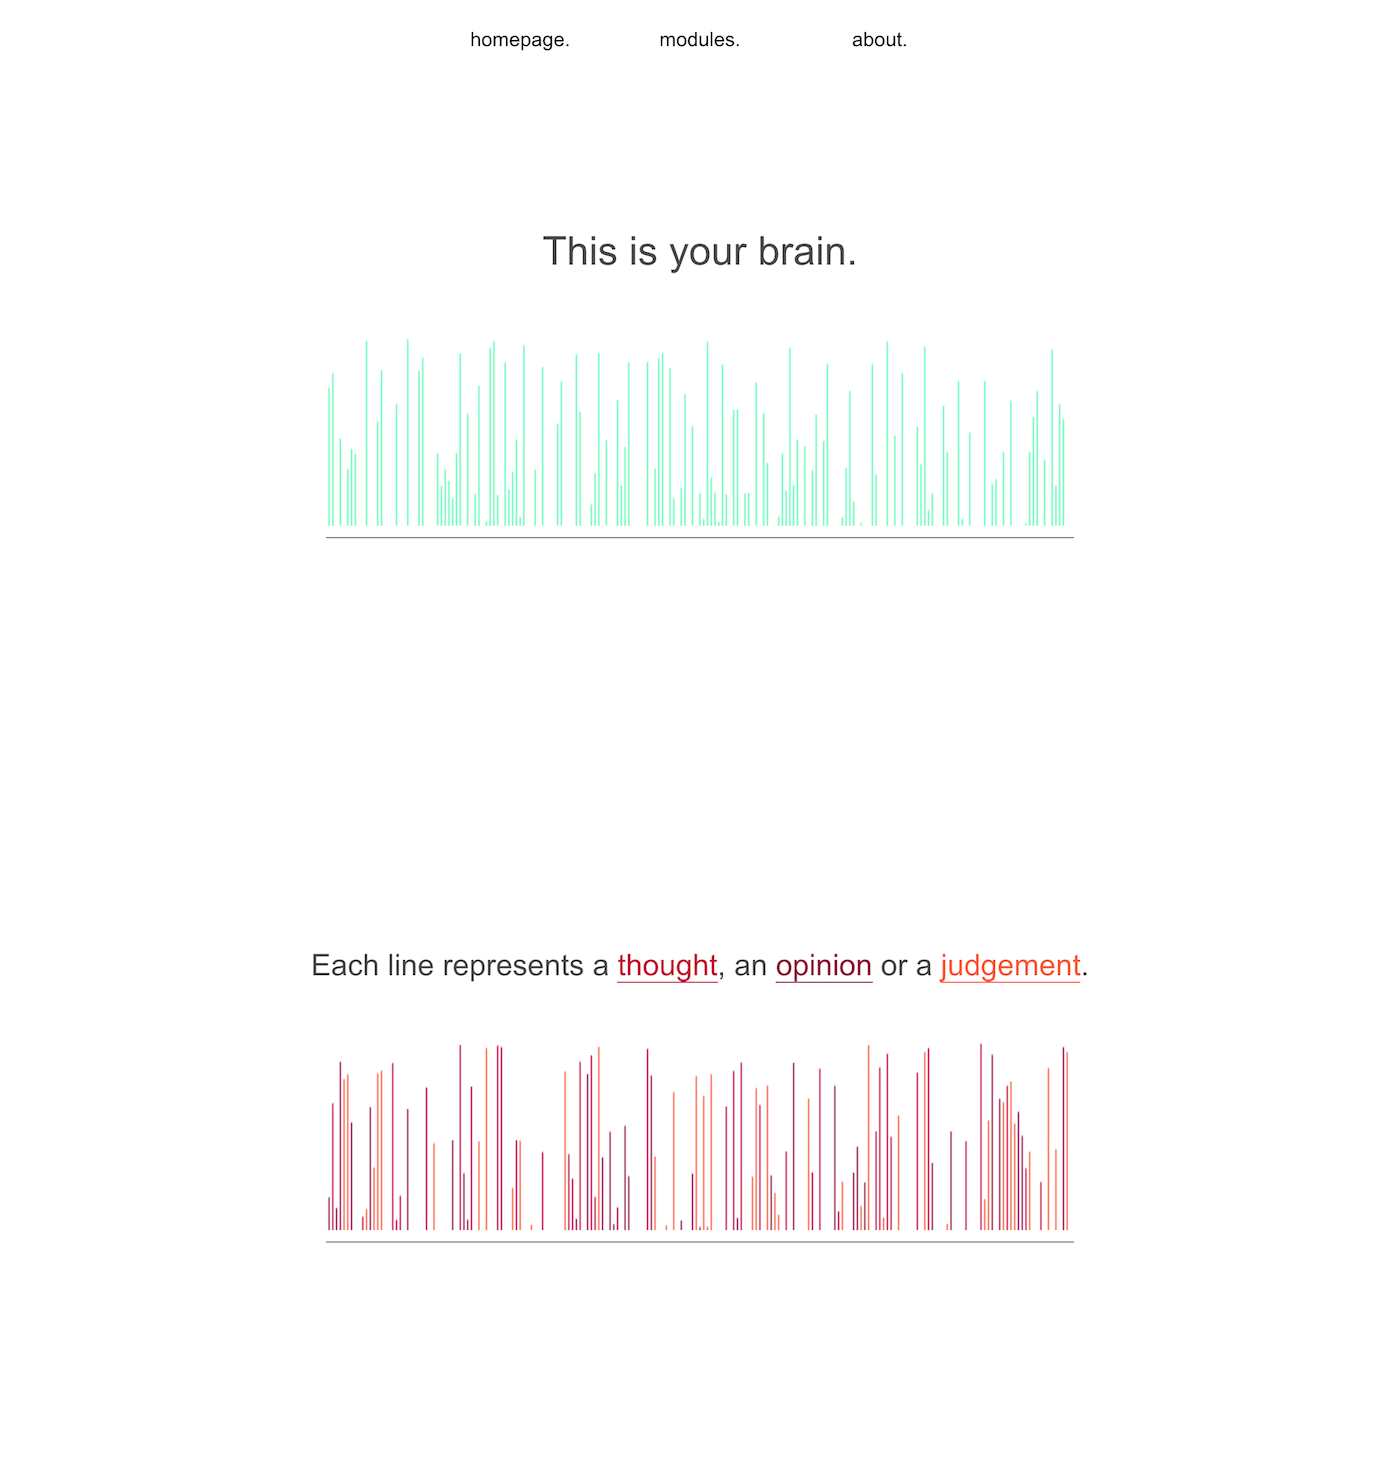 homepage. modules. about.
This is your brain.
Each line represents a thought, an opinion or a judgement.